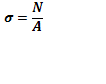 σ = N/A